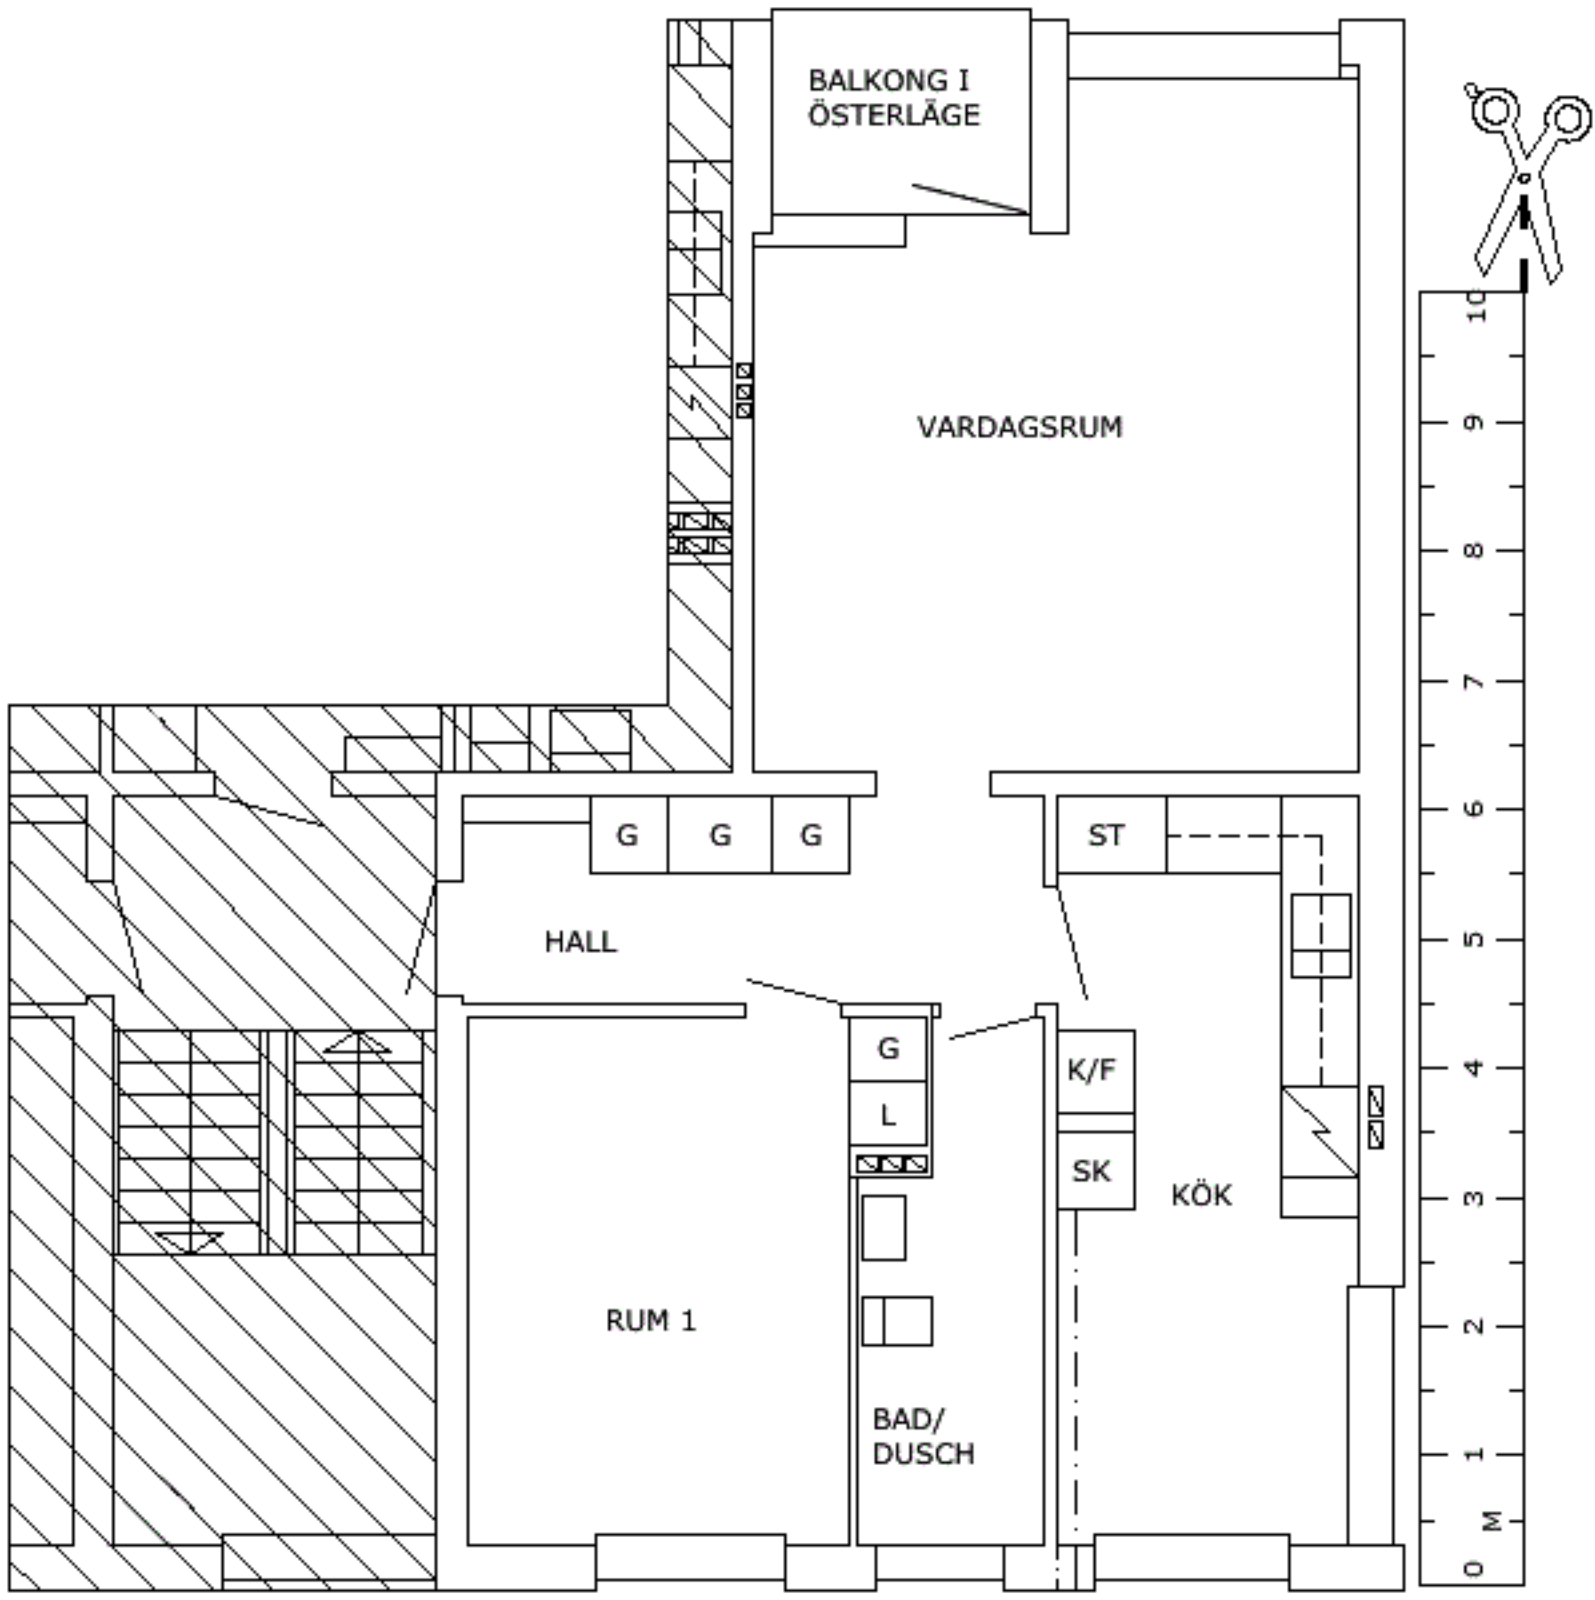 BALKONG I
ÖSTERLÄGE
VARDAGSRUM
G G G
ST
HALL
G
L
K/F
SK
KÖK
RUM 1
BAD/
DUSCH
10
9
8
7
6
5
4
3
2
1
M
0